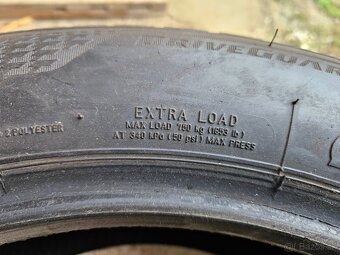 DRIVEGUARD
EXTRA LOAD
MAX LOAD 750 kg (1653 lb)
AT 340 kPa (50 psi) MAX PRESS
2 POLYESTER